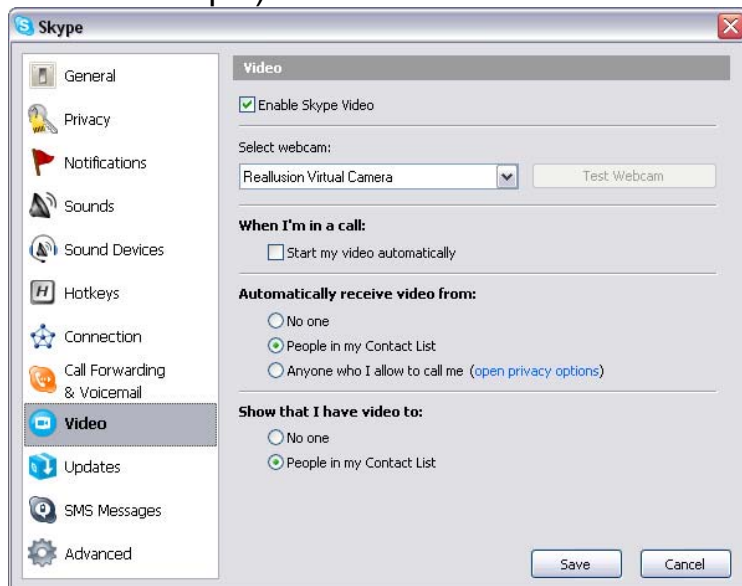 Skype
General
Privacy
Notifications
Sounds
Sound Devices
H Hotkeys
Connection
Call Forwarding
& Voicemail
Video
Updates
SMS Messages
Advanced
Video
Enable Skype Video
Select webcam:
Reallusion Virtual Camera
Test Webcam
When I'm in a call:
Start my video automatically
Automatically receive video from:
No one
People in my Contact List
Anyone who I allow to call me (open privacy options)
Show that I have video to:
No one
People in my Contact List
Save
Cancel